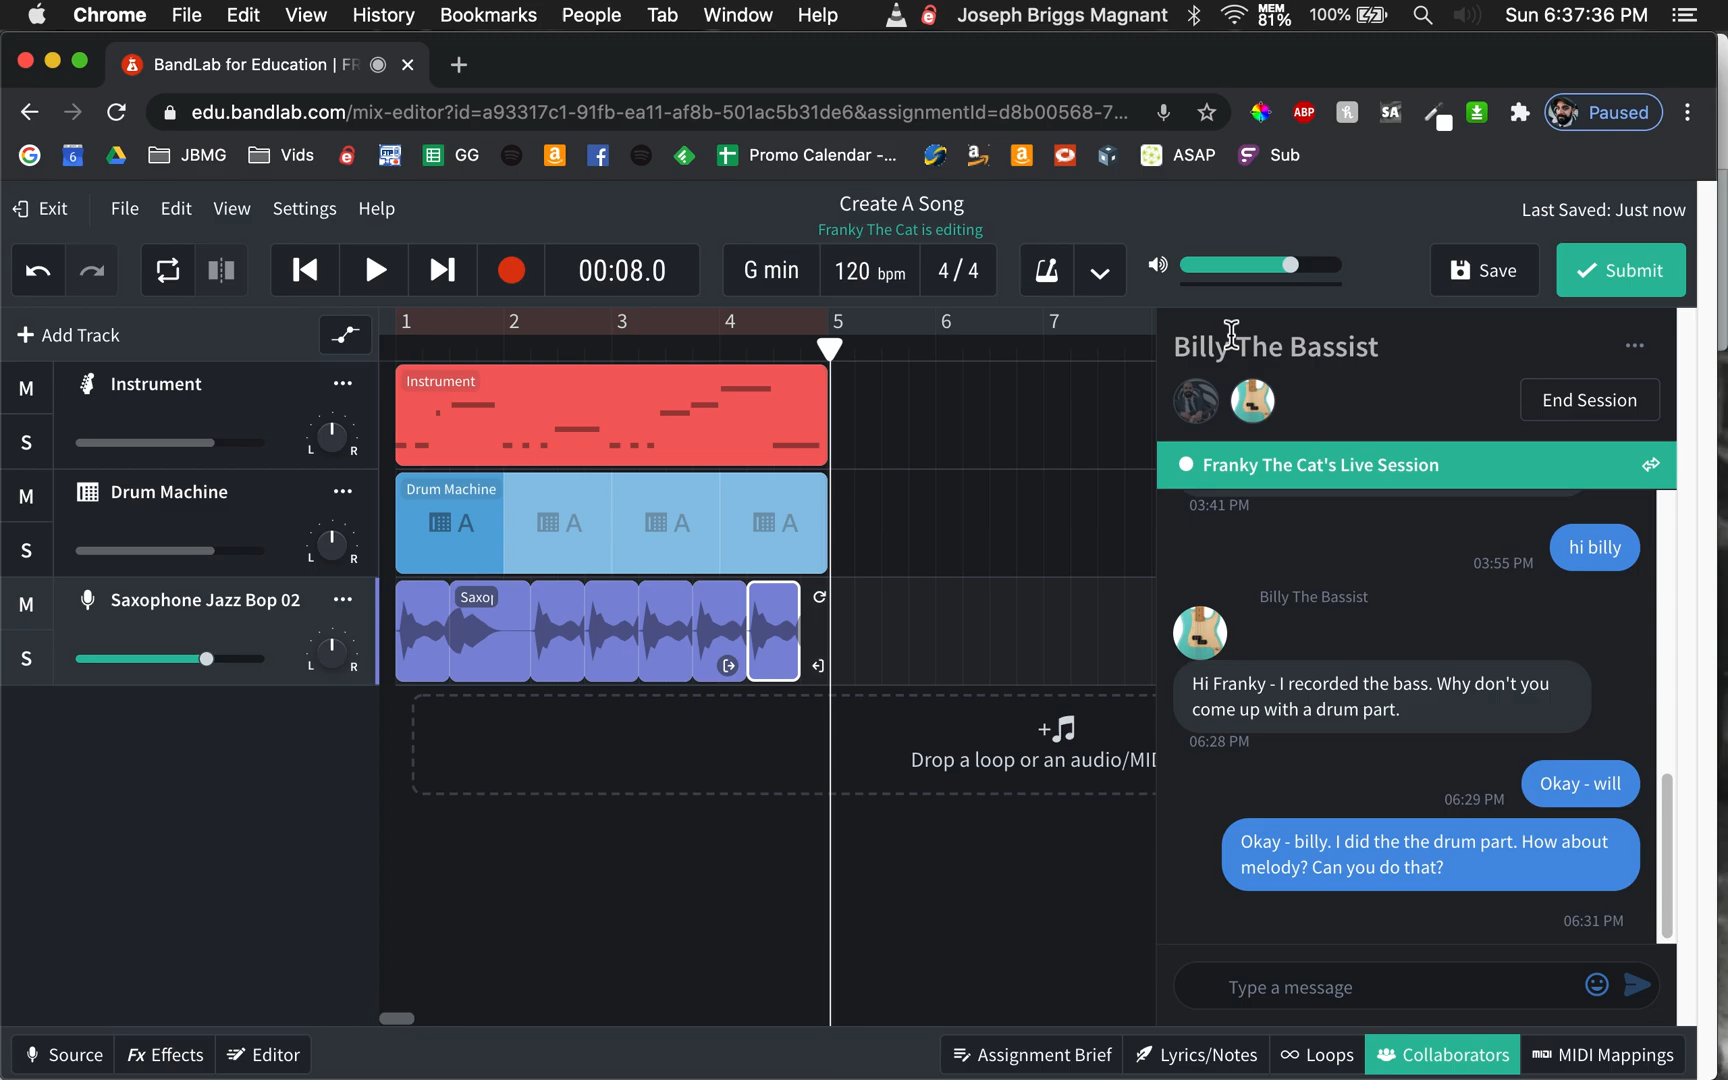 Chrome File Edit View History Bookmarks People Tab Window Help Joseph Briggs Magnant MEM 81% 100% Sun 6:37:36 PM
BandLab for Education | FR
edu.bandlab.com/mix-editor?id=a93317c1-91fb-ea11-af8b-501ac5b31de6&assignmentId=d8b00568-7... ABP SA Paused
6 JBMG Vids GG Promo Calendar -... ASAP Sub
Exit File Edit View Settings Help
Create A Song
Franky The Cat is editing
Last Saved: Just now
00:08.0 G min 120 bpm 4 / 4 Save Submit
+ Add Track
1 2 3 4 5 6 7
M Instrument ...
S L R
Instrument
M Drum Machine ...
S L R
Drum Machine
A A A A
M Saxophone Jazz Bop 02 ...
S L R
Saxo
+
Drop a loop or an audio/MID
Billy The Bassist ...
End Session
Franky The Cat's Live Session
03:41 PM
hi billy
03:55 PM
Billy The Bassist
Hi Franky - I recorded the bass. Why don't you
come up with a drum part.
06:28 PM
Okay - will
06:29 PM
Okay - billy. I did the the drum part. How about
melody? Can you do that?
06:31 PM
Type a message
Source Fx Effects Editor Assignment Brief Lyrics/Notes Loops Collaborators MIDI MIDI Mappings